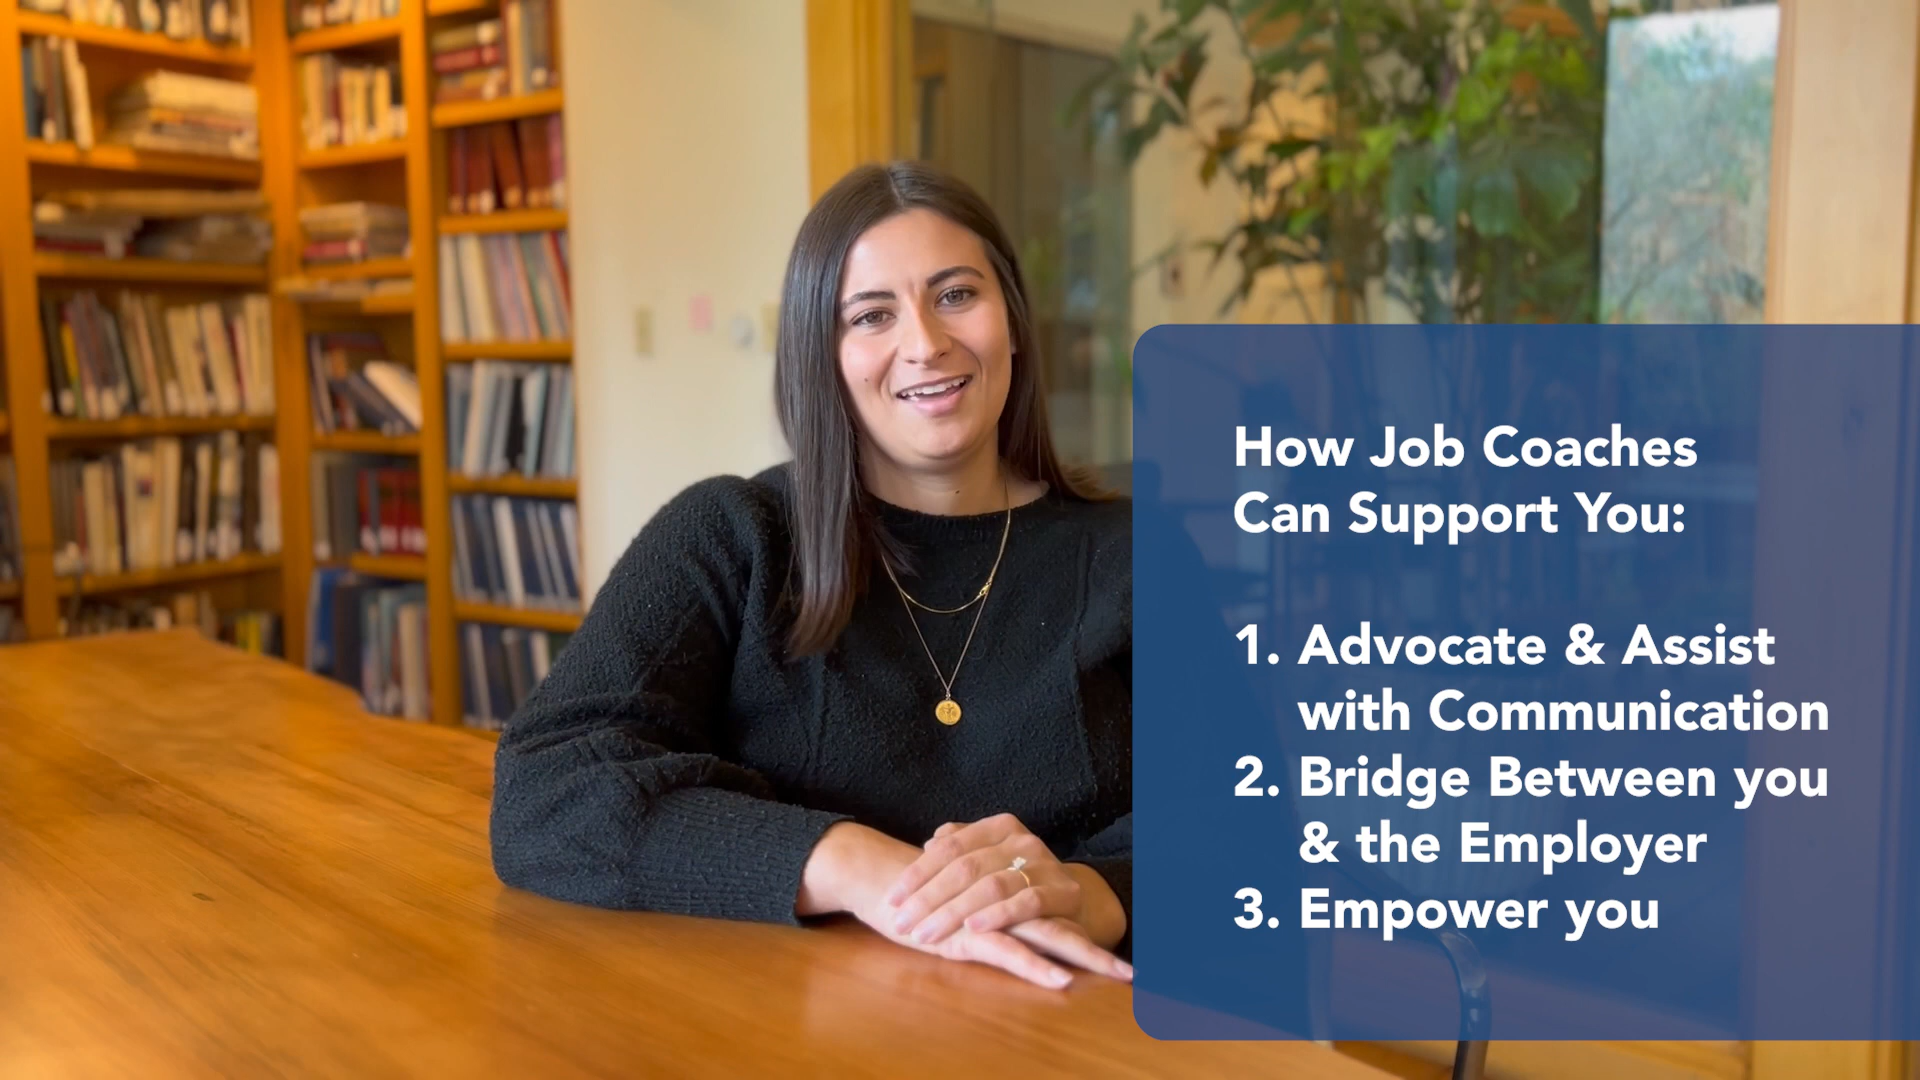 How Job Coaches
Can Support You:
1. Advocate & Assist
with Communication
2. Bridge Between you
& the Employer
3. Empower you